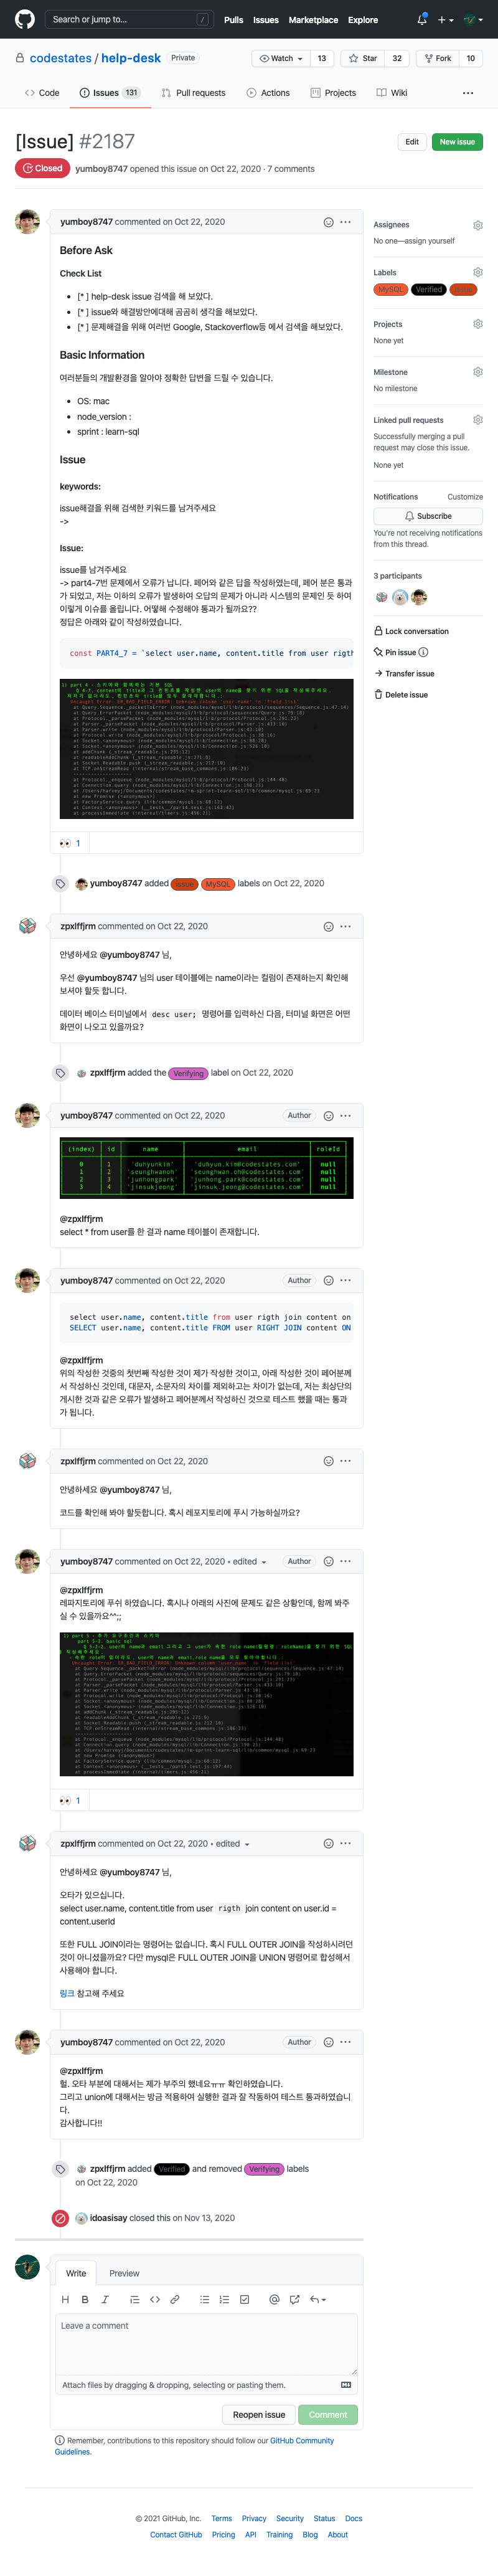 Search or jump to...
/
Pulls
Issues
Marketplace
Explore
codestates / help-desk
Private
Watch
13
Star
32
Fork
10
Code
Issues
131
Pull requests
Actions
Projects
Wiki
[Issue] #2187
Edit
New issue
Closed
yumboy8747 opened this issue on Oct 22, 2020 · 7 comments
yumboy8747 commented on Oct 22, 2020
Before Ask
Check List
[* ] help-desk issue 검색을 해 보았다.
[* ] issue와 해결방안에대해 곰곰히 생각을 해보았다.
[* ] 문제해결을 위해 여러번 Google, Stackoverflow등 에서 검색을 해보았다.
Basic Information
여러분들의 개발환경을 알아야 정확한 답변을 드릴 수 있습니다.
OS: mac
node_version :
sprint : learn-sql
Issue
keywords:
issue해결을 위해 검색한 키워드를 남겨주세요
->
Issue:
issue를 남겨주세요
-> part4-7번 문제에서 오류가 납니다. 페어와 같은 답을 작성하였는데, 페어 분은 통과
가 되었고, 저는 이하의 오류가 발생하여 오답의 문제가 아니라 시스템의 문제인 듯 하여
이렇게 이슈를 올립니다. 어떻해 수정해야 통과가 될까요??
정답은 아래와 같이 작성하였습니다.
const PART4_7 = `select user.name, content.title from user rigth
1
yumboy8747 added Issue MySQL labels on Oct 22, 2020
zpxlffjrm commented on Oct 22, 2020
안녕하세요 @yumboy8747 님,
우선 @yumboy8747 님의 user 테이블에는 name이라는 컬럼이 존재하는지 확인해
보셔야 할듯 합니다.
데이터 베이스 터미널에서 desc user; 명령어를 입력하신 다음, 터미널 화면은 어떤
화면이 나오고 있을까요?
zpxlffjrm added the Verifying label on Oct 22, 2020
yumboy8747 commented on Oct 22, 2020
Author
(index) id name email roleId
0 1 'duhyunkim' 'duhyun.kim@codestates.com' null
1 2 'seunghwanoh' 'seunghwan.oh@codestates.com' null
2 3 'junhongpark' 'junhong.park@codestates.com' null
3 4 'jinsukjeong' 'jinsuk.jeong@codestates.com' null
@zpxlffjrm
select * from user를 한 결과 name 테이블이 존재합니다.
yumboy8747 commented on Oct 22, 2020
Author
select user.name, content.title from user rigth join content on
SELECT user.name, content.title FROM user RIGHT JOIN content ON
@zpxlffjrm
위의 작성한 것중의 첫번째 작성한 것이 제가 작성한 것이고, 아래 작성한 것이 페어분께
서 작성하신 것인데, 대문자, 소문자의 차이를 제외하고는 차이가 없는데, 저는 최상단의
게시한 것과 같은 오류가 발생하고 페어분께서 작성하신 것으로 테스트 했을 때는 통과
가 됩니다.
zpxlffjrm commented on Oct 22, 2020
안녕하세요 @yumboy8747 님,
코드를 확인해 봐야 할듯합니다. 혹시 레포지토리에 푸시 가능하실까요?
yumboy8747 commented on Oct 22, 2020 • edited
Author
@zpxlffjrm
레파지토리에 푸쉬 하였습니다. 혹시나 아래의 사진에 문제도 같은 상황인데, 함께 봐주
실 수 있을까요^^;;
1
zpxlffjrm commented on Oct 22, 2020 • edited
안녕하세요 @yumboy8747 님,
오타가 있으십니다.
select user.name, content.title from user rigth join content on user.id =
content.userId
또한 FULL JOIN이라는 명령어는 없습니다. 혹시 FULL OUTER JOIN을 작성하시려던
것이 아니셨을까요? 다만 mysql은 FULL OUTER JOIN을 UNION 명령어로 합성해서
사용해야 합니다.
링크 참고해 주세요
yumboy8747 commented on Oct 22, 2020
Author
@zpxlffjrm
헐. 오타 부분에 대해서는 제가 부주의 했네요ㅠㅠ 확인하였습니다.
그리고 union에 대해서는 방금 적용하여 실행한 결과 잘 작동하여 테스트 통과하였습니
다.
감사합니다!!
zpxlffjrm added Verified and removed Verifying labels
on Oct 22, 2020
idoasisay closed this on Nov 13, 2020
Write
Preview
Leave a comment
Attach files by dragging & dropping, selecting or pasting them.
Reopen issue
Comment
Remember, contributions to this repository should follow our GitHub Community
Guidelines.
Assignees
No one—assign yourself
Labels
MySQL
Verified
Issue
Projects
None yet
Milestone
No milestone
Linked pull requests
Successfully merging a pull
request may close this issue.
None yet
Notifications
Customize
Subscribe
You're not receiving notifications
from this thread.
3 participants
Lock conversation
Pin issue
Transfer issue
Delete issue
© 2021 GitHub, Inc.
Terms
Privacy
Security
Status
Docs
Contact GitHub
Pricing
API
Training
Blog
About